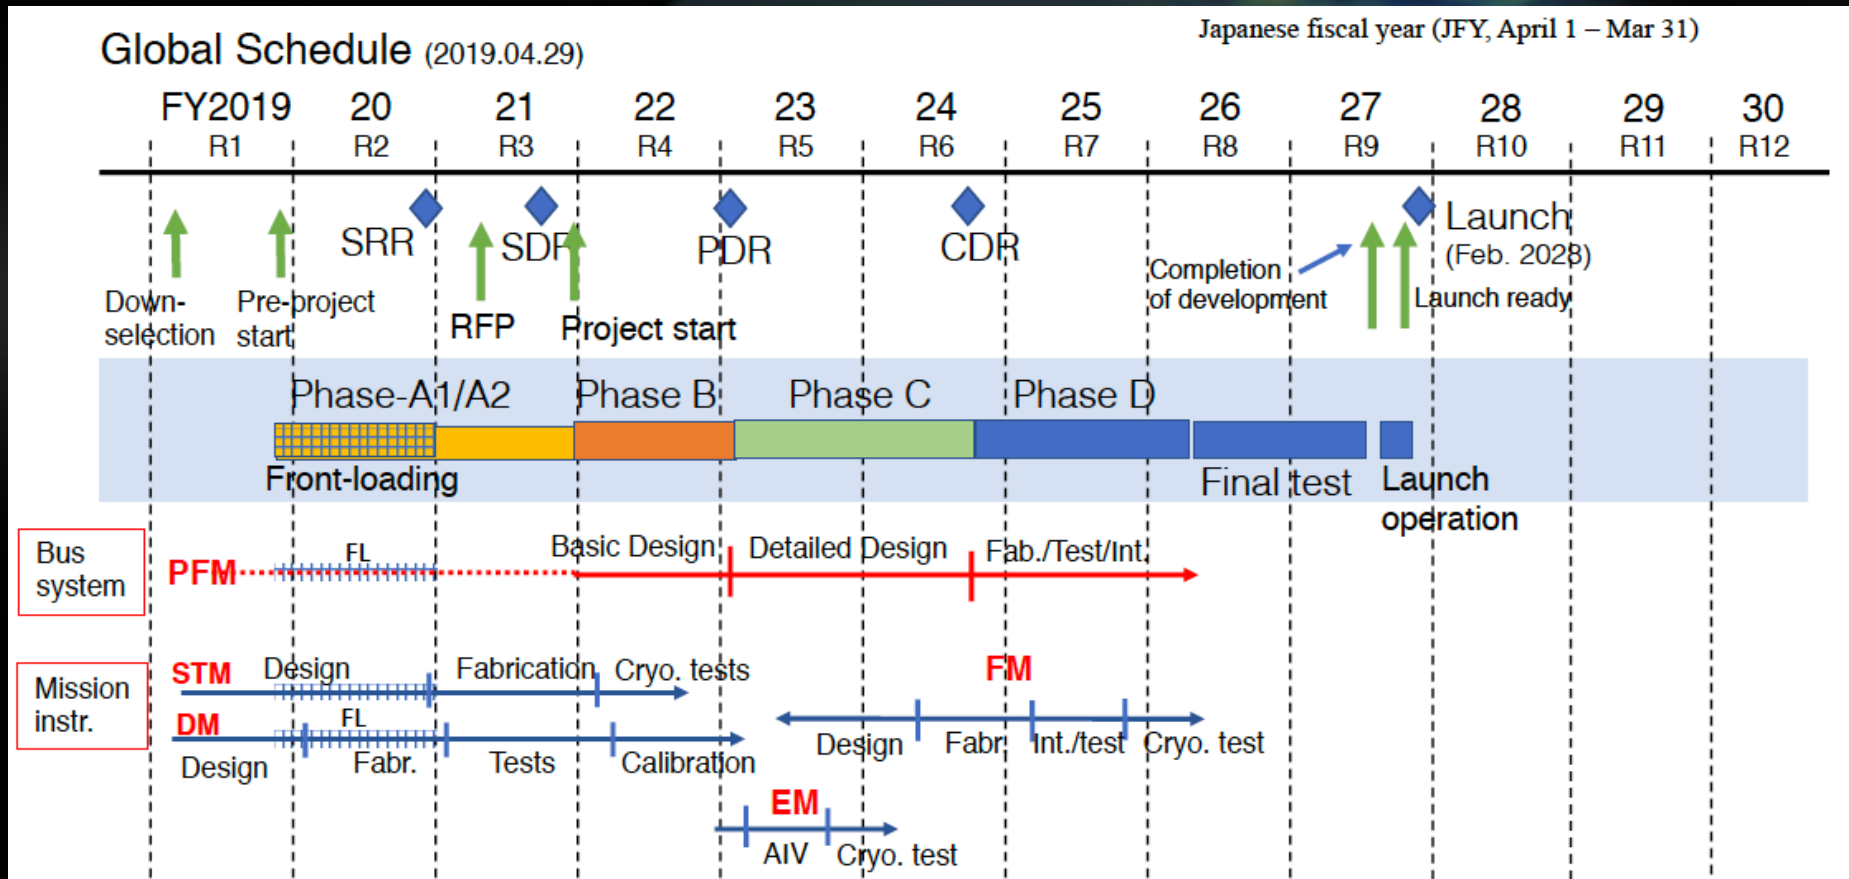 Japanese fiscal year (JFY, April 1 – Mar 31)
Global Schedule (2019.04.29)
FY2019 20 21 22 23 24 25 26 27 28 29 30
R1 R2 R3 R4 R5 R6 R7 R8 R9 R10 R11 R12
SRR SDR PDR CDR Launch
(Feb. 2028)
Completion
of development
Launch ready
Down-
selection
Pre-project
start
RFP Project start
Phase-A1/A2 Phase B Phase C Phase D
Front-loading Final test Launch
operation
Bus
system
PFM FL Basic Design Detailed Design Fab./Test/Int.
Mission
instr.
STM Design Fabrication Cryo. tests
FM
DM FL
Design Fabr. Tests Calibration
Design Fabr. Int./test Cryo. test
EM
AIV Cryo. test